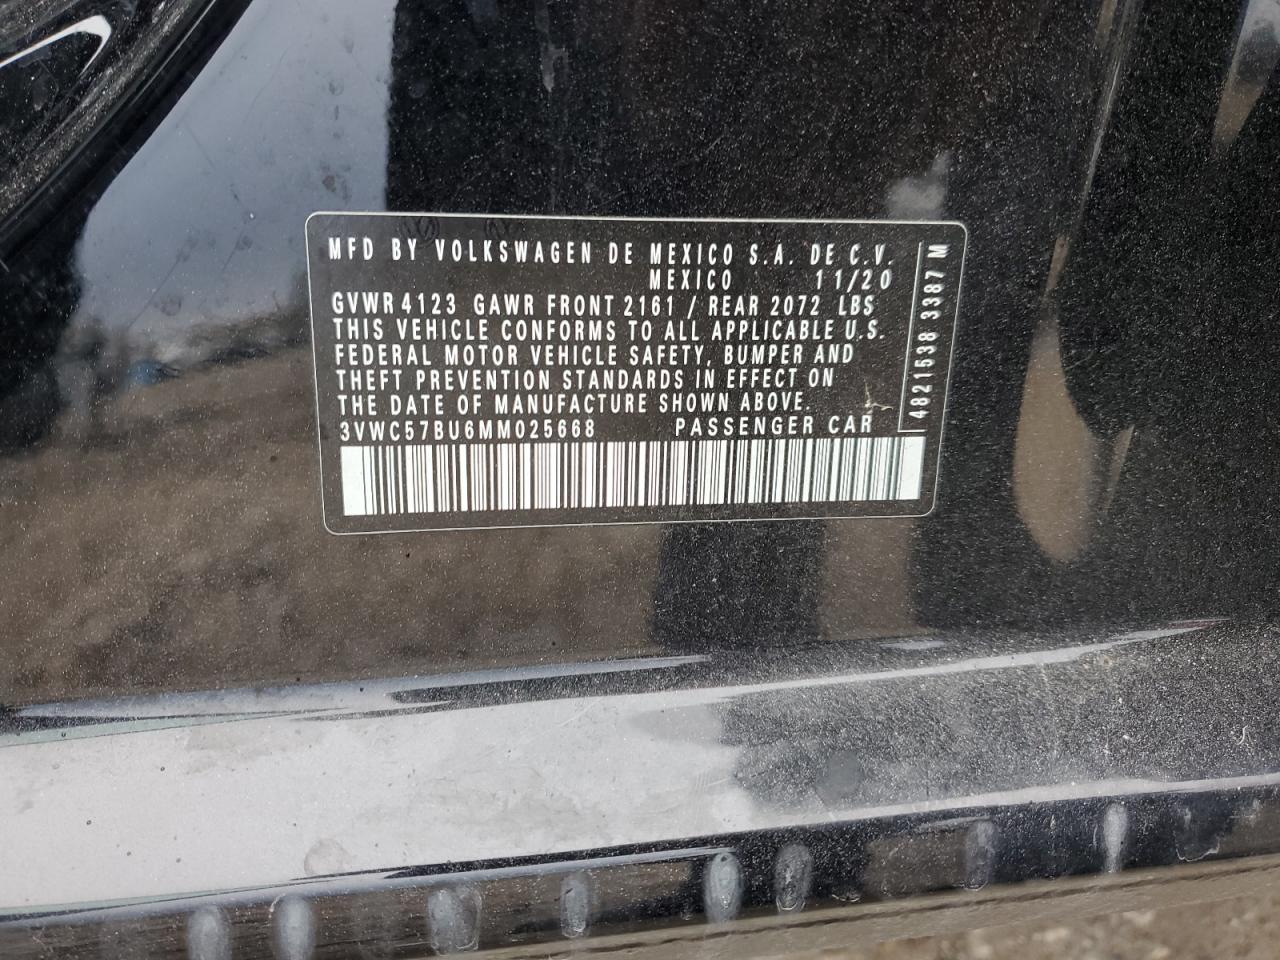 MFD BY VOLKSWAGEN DE MEXICO S.A. DE C.V.
MEXICO 11/20
GVWR 4123 GAWR FRONT 2161 / REAR 2072 LBS
THIS VEHICLE CONFORMS TO ALL APPLICABLE U.S.
FEDERAL MOTOR VEHICLE SAFETY, BUMPER AND
THEFT PREVENTION STANDARDS IN EFFECT ON
THE DATE OF MANUFACTURE SHOWN ABOVE.
3VWC57BU6MM025668 PASSENGER CAR
4821538 3387 M